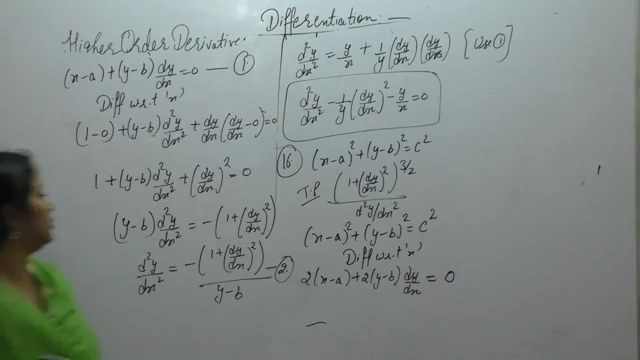 Differentiation:—
Higher Order Derivative.
(x-a)+(y-b) dy/dx = 0 — ①
Diff w.r.t 'x'
(1-0)+(y-b) d²y/dx² + dy/dx (dy/dx - 0) = 0
1+(y-b) d²y/dx² + (dy/dx)² = 0
(y-b) d²y/dx² = -(1+(dy/dx)²)
d²y/dx² = -(1+(dy/dx)²)/(y-b) — ②
d²y/dx² = y/x + 1/y (dy/dx)(dy/dx) [Use ①]
d²y/dx² - 1/y (dy/dx)² - y/x = 0
⑯ (x-a)²+(y-b)² = c²
T.P (1+(dy/dx)²)^3/2 / d²y/dx²
(x-a)²+(y-b)² = c²
Diff w.r.t 'x'
2(x-a)+2(y-b) dy/dx = 0